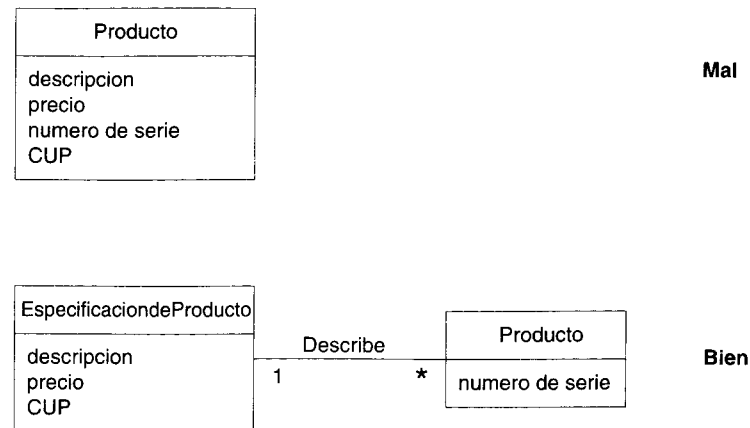 Producto
descripcion
precio
numero de serie
CUP
Mal
EspecificaciondeProducto
descripcion
precio
CUP
Describe
1
*
Producto
numero de serie
Bien